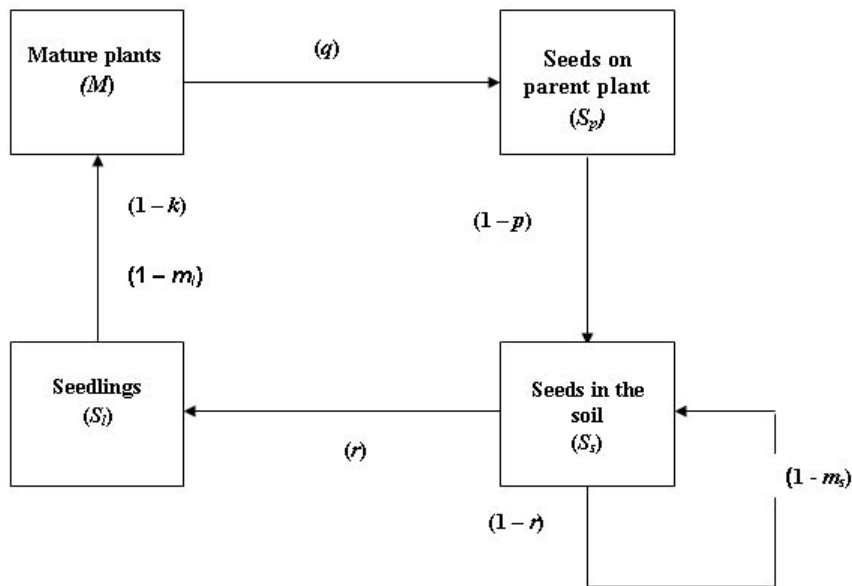 Mature plants
(M)
(q)
Seeds on
parent plant
(Sₚ)
(1 – k)
(1 – mₗ)
(1 – p)
Seedlings
(Sₗ)
(r)
Seeds in the
soil
(Sₛ)
(1 – r)
(1 - mₛ)